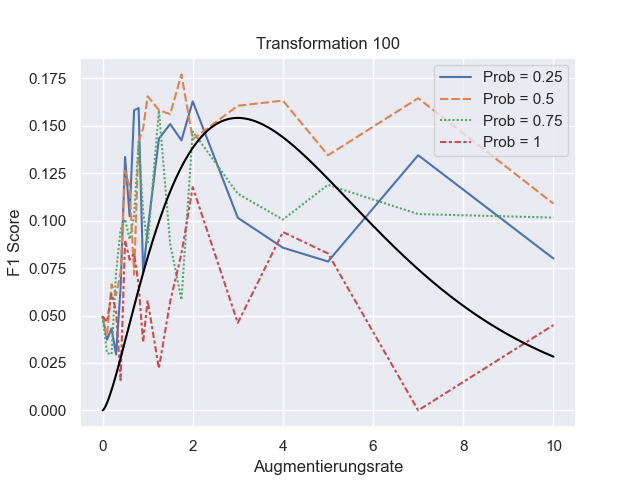 Transformation 100
Prob = 0.25
Prob = 0.5
Prob = 0.75
Prob = 1
F1 Score
0.175
0.150
0.125
0.100
0.075
0.050
0.025
0.000
0 2 4 6 8 10
Augmentierungsrate